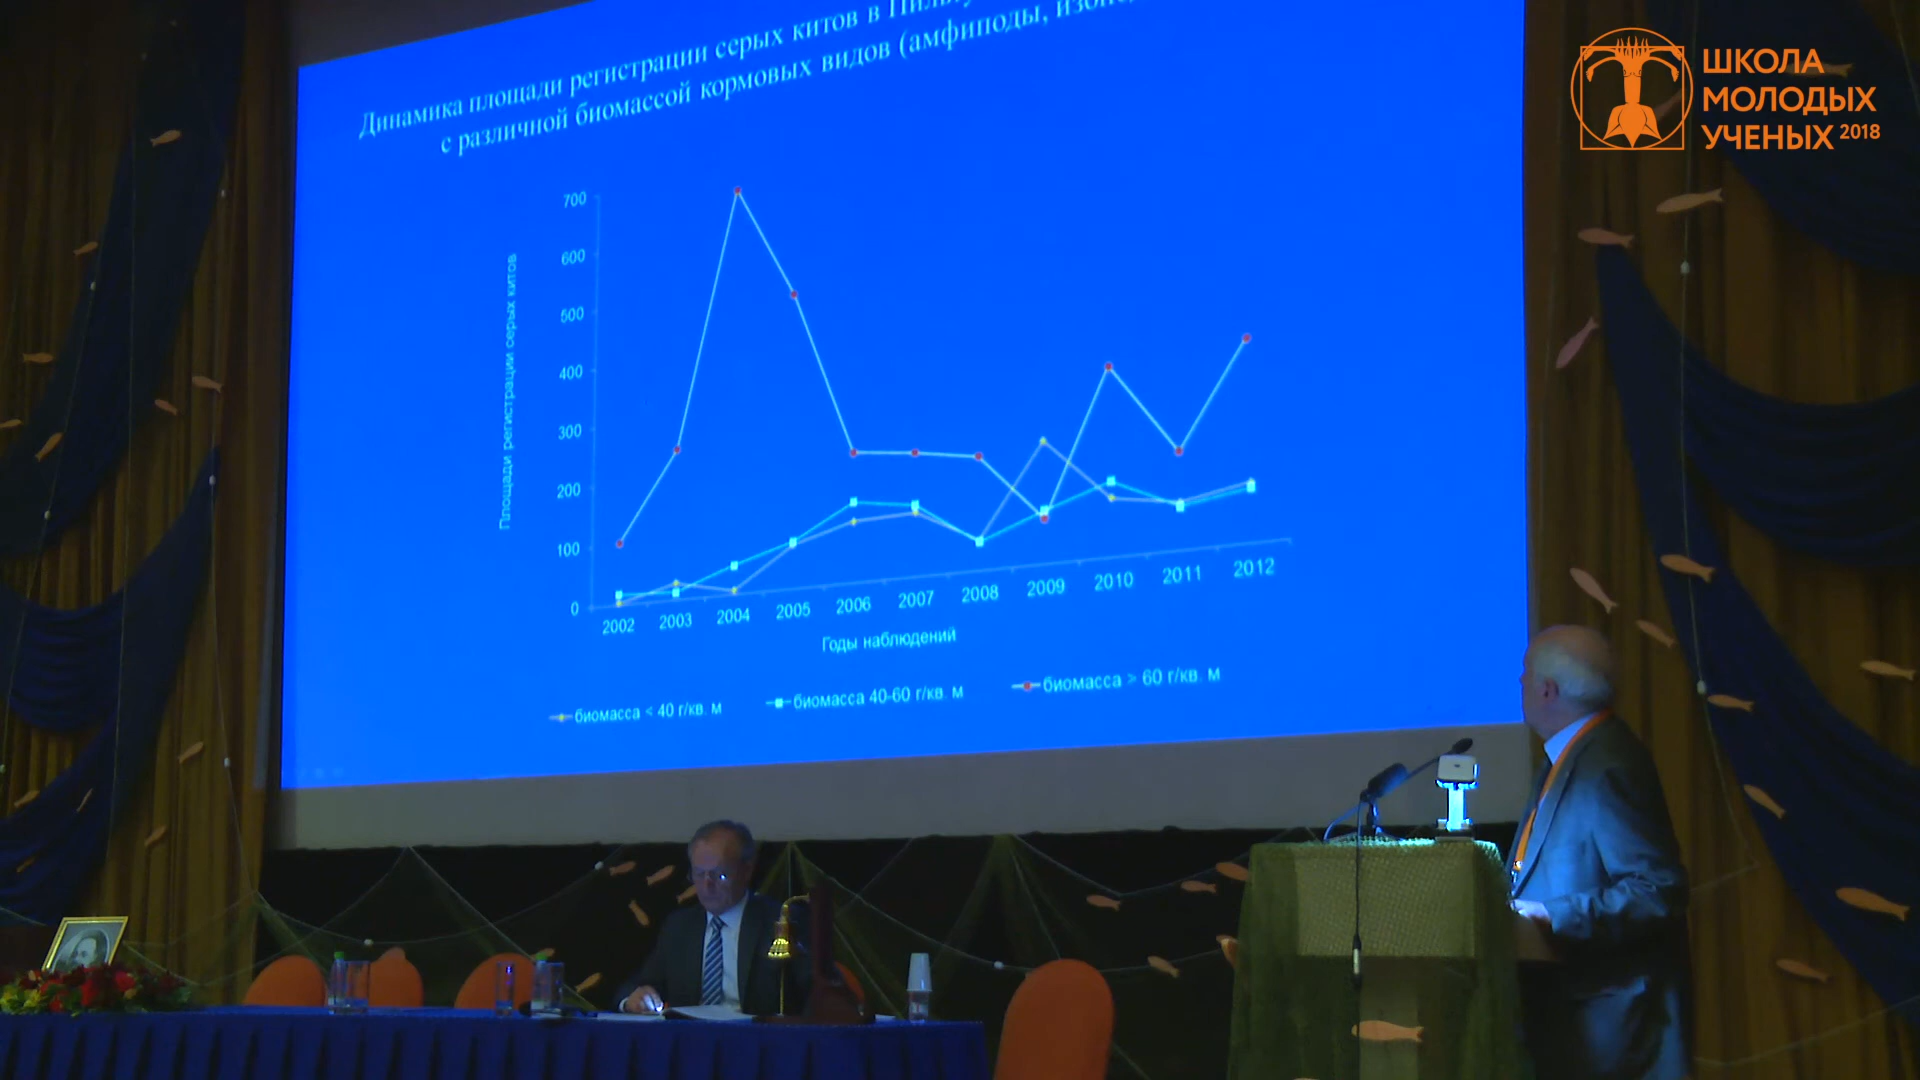 Динамика площади регистрации серых китов в
с различной биомассой кормовых видов (амфиподы,
ШКОЛА
МОЛОДЫХ
УЧЕНЫХ 2018
700
600
500
400
300
200
100
0
Площади регистрации серых китов
2002 2003 2004 2005 2006 2007 2008 2009 2010 2011 2012
Годы наблюдений
биомасса < 40 г/кв. м биомасса 40-60 г/кв. м биомасса > 60 г/кв. м